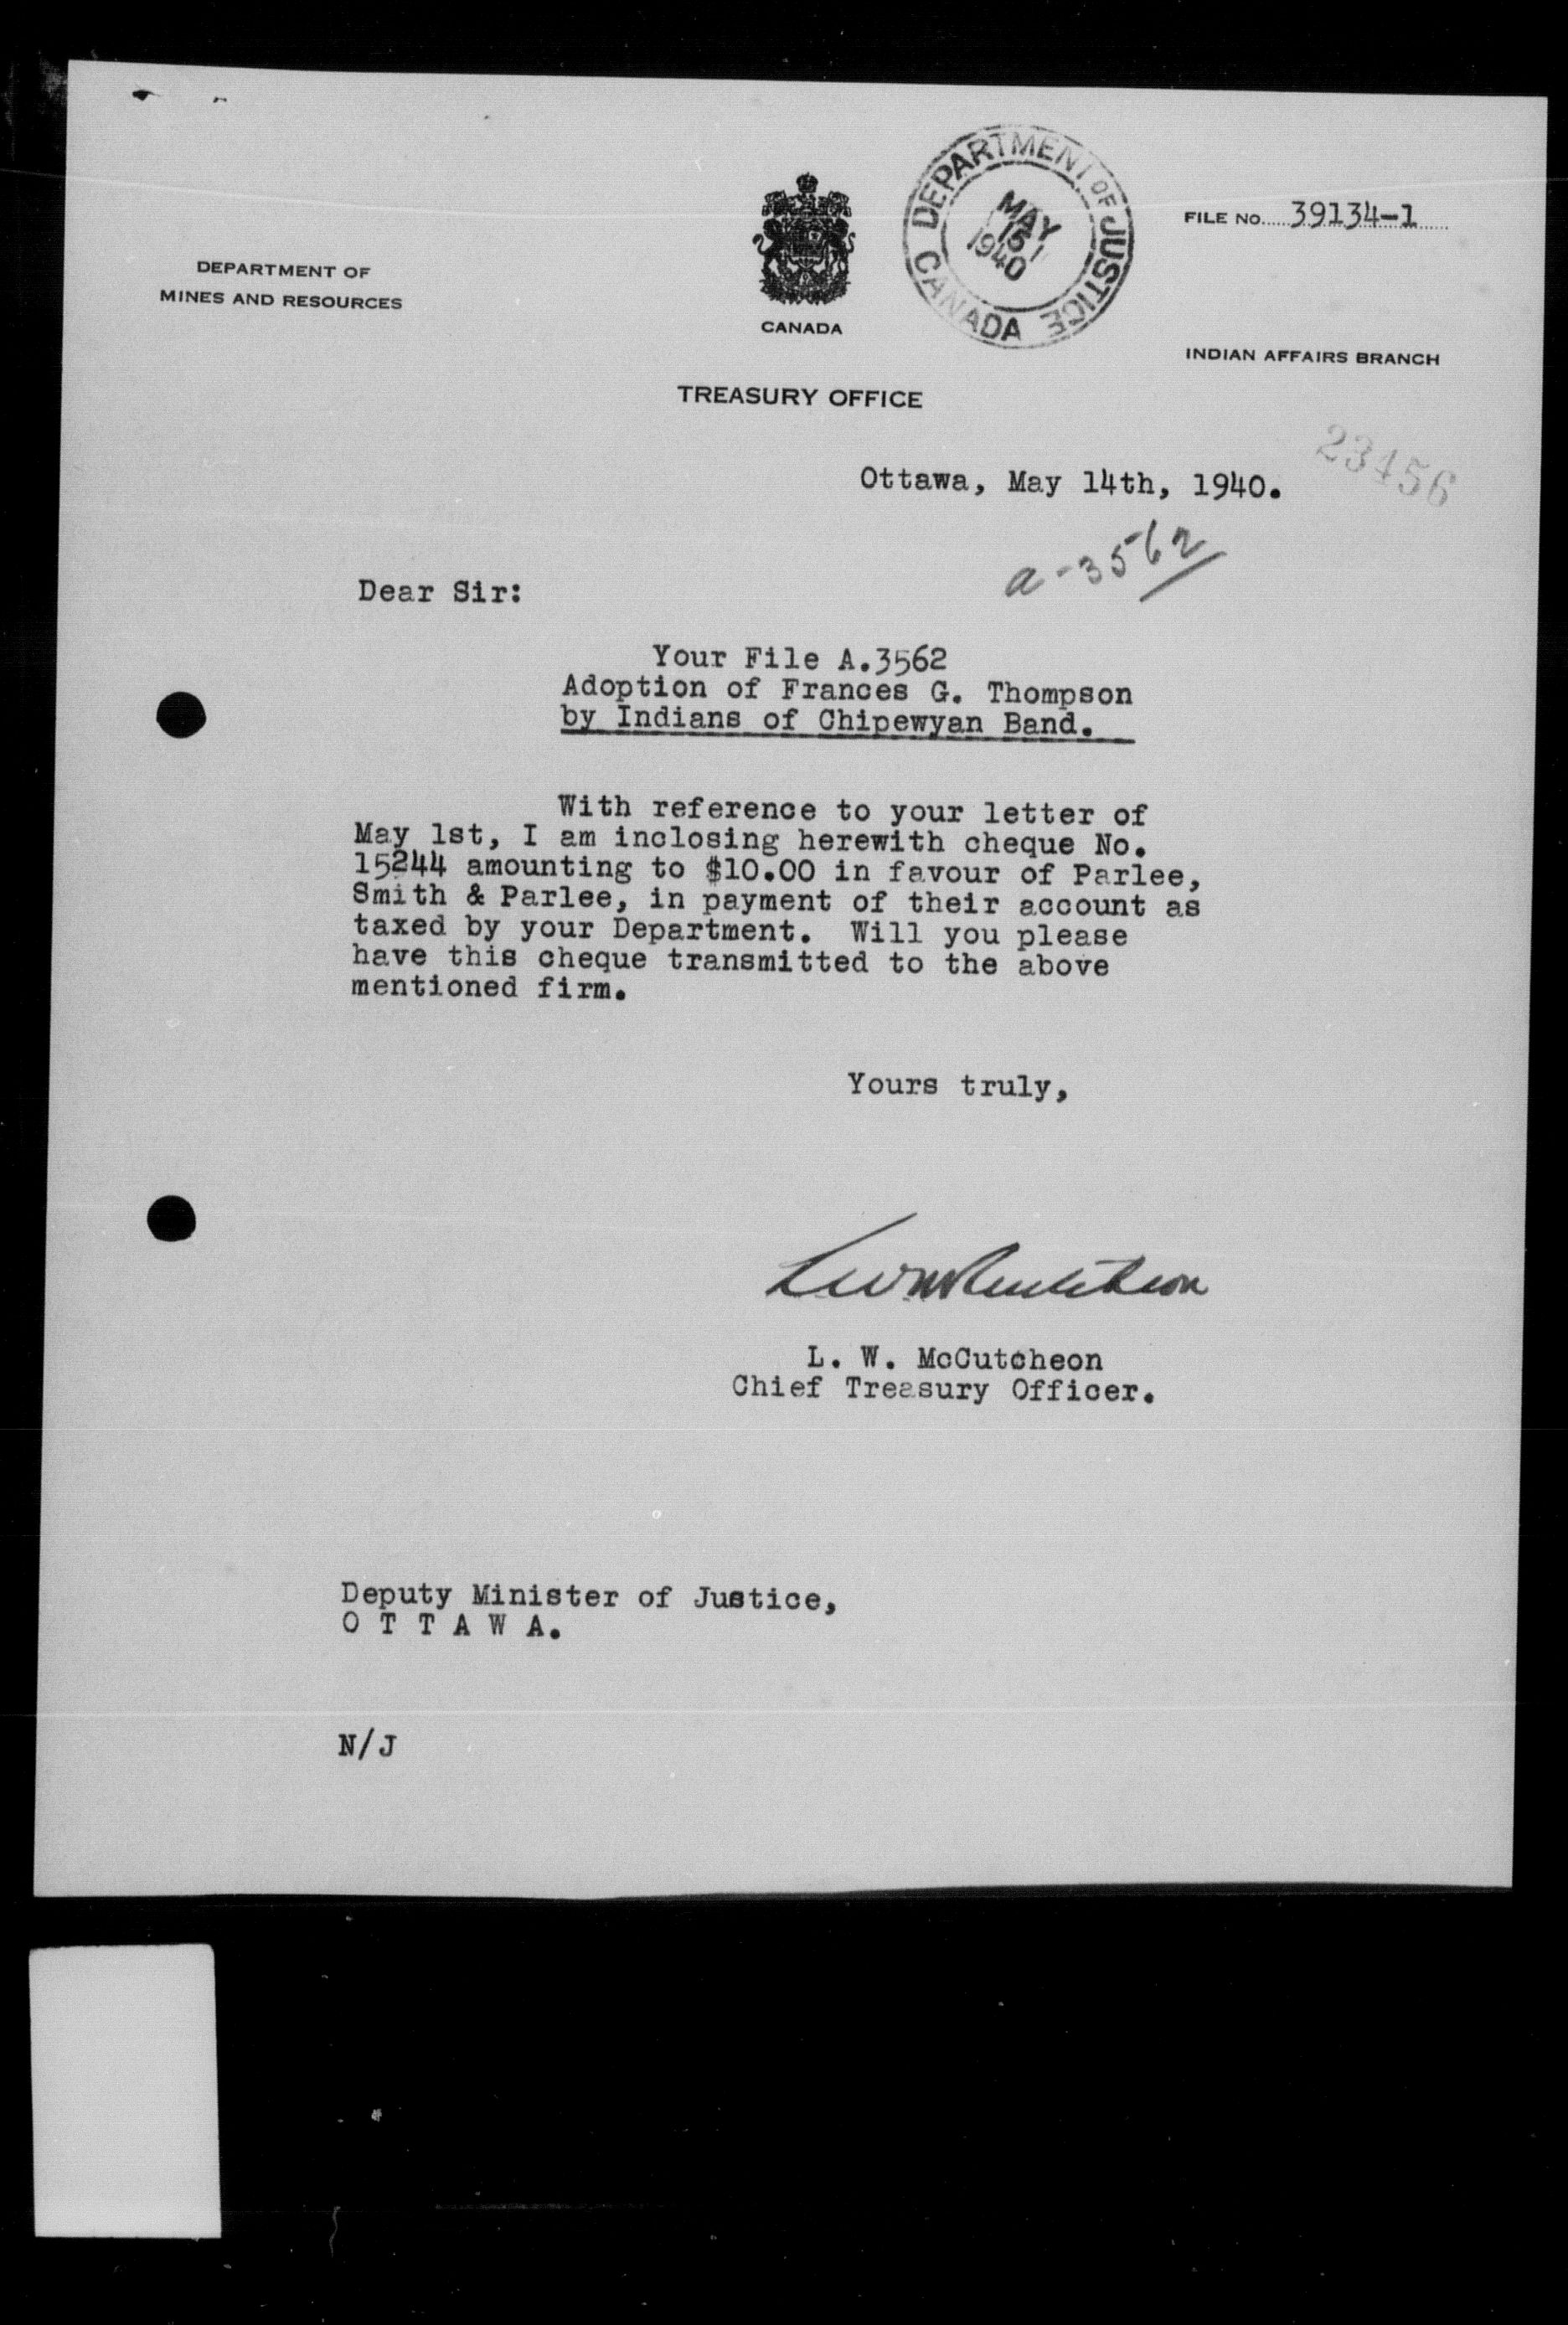 DEPARTMENT OF
MINES AND RESOURCES
CANADA
DEPARTMENT OF JUSTICE
CANADA
MAY
15
1940
FILE NO. 39134-1
INDIAN AFFAIRS BRANCH
TREASURY OFFICE
23456
Ottawa, May 14th, 1940.
a-3562
Dear Sir:
Your File A.3562
Adoption of Frances G. Thompson
by Indians of Chipewyan Band.
With reference to your letter of
May 1st, I am inclosing herewith cheque No.
15244 amounting to $10.00 in favour of Parlee,
Smith & Parlee, in payment of their account as
taxed by your Department. Will you please
have this cheque transmitted to the above
mentioned firm.
Yours truly,
LW McCutcheon
L. W. McCutcheon
Chief Treasury Officer.
Deputy Minister of Justice,
O T T A W A.
N/J